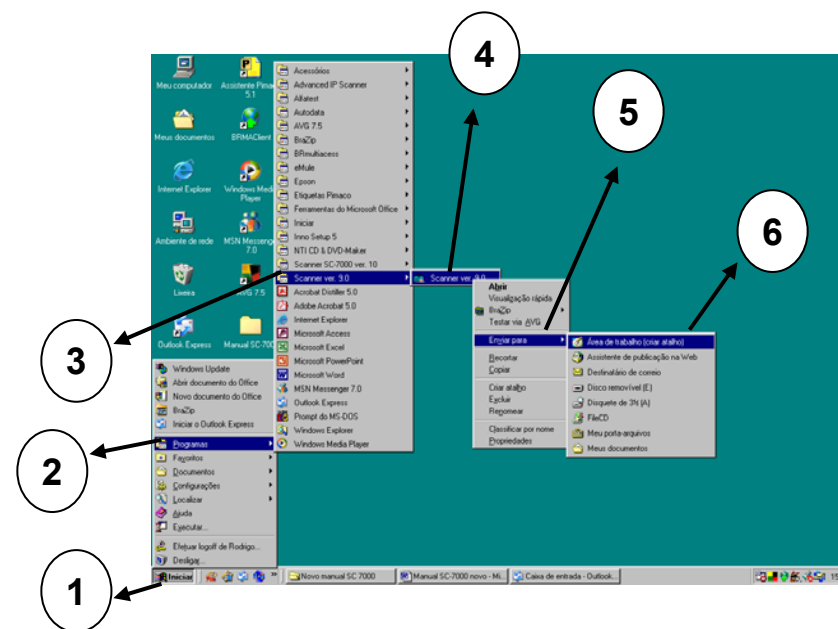 4
5
6
3
2
1
Meu computador
Assistente Pimac
5.1
Meus documentos
BRMAClient
Internet Explorer
Windows Med
Player
Ambiente de rede
MSN Messeng
7.0
Lixeira
AVG 7.5
Outlook Express
Manual SC-700
Acessórios
Advanced IP Scanner
Alfatest
Autodata
AVG 7.5
BraZip
BRmultiacess
eMule
Epson
Etiquetas Pimaco
Ferramentas do Microsoft Office
Iniciar
Inno Setup 5
NTI CD & DVD-Maker
Scanner SC-7000 ver. 10
Scanner ver. 9.0
Acrobat Distiller 5.0
Adobe Acrobat 5.0
Internet Explorer
Microsoft Access
Microsoft Excel
Microsoft PowerPoint
Microsoft Word
MSN Messenger 7.0
Outlook Express
Prompt do MS-DOS
Windows Explorer
Windows Media Player
Scanner ver. 9.0
Abrir
Visualização rápida
BraZip
Testar via AVG
Enviar para
Recortar
Copiar
Criar atalho
Excluir
Renomear
Classificar por nome
Propriedades
Área de trabalho (criar atalho)
Assistente de publicação na Web
Destinatário de correio
Disco removível (E)
Disquete de 3½ (A)
FileCD
Meu porta-arquivos
Meus documentos
Windows Update
Abrir documento do Office
Novo documento do Office
BraZip
Iniciar o Outlook Express
Programas
Favoritos
Documentos
Configurações
Localizar
Ajuda
Executar...
Efetuar logoff de Rodrigo...
Desligar...
Iniciar
»
Novo manual SC 7000
Manual SC-7000 novo - Mi...
Caixa de entrada - Outlook...